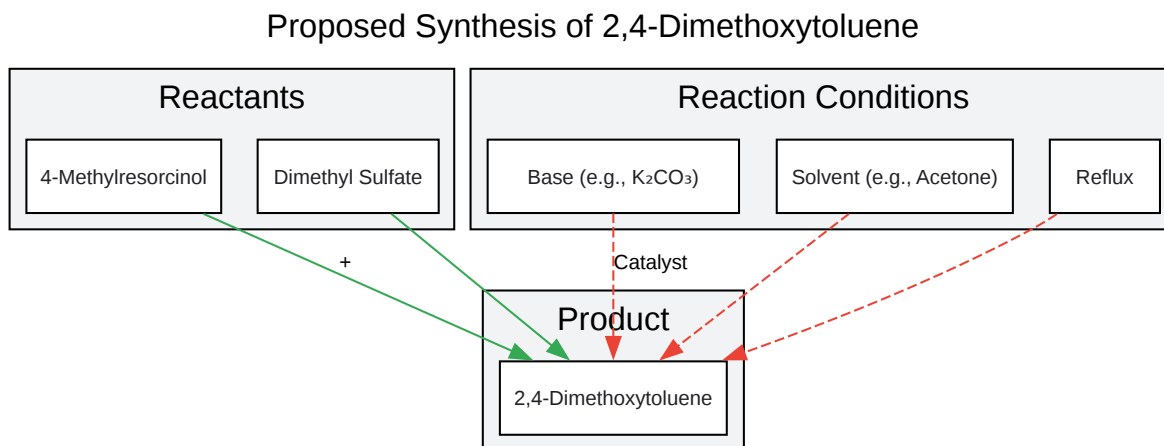 Proposed Synthesis of 2,4-Dimethoxytoluene
Reactants
Reaction Conditions
4-Methylresorcinol
Dimethyl Sulfate
Base (e.g., K₂CO₃)
Solvent (e.g., Acetone)
Reflux
+
Catalyst
Product
2,4-Dimethoxytoluene